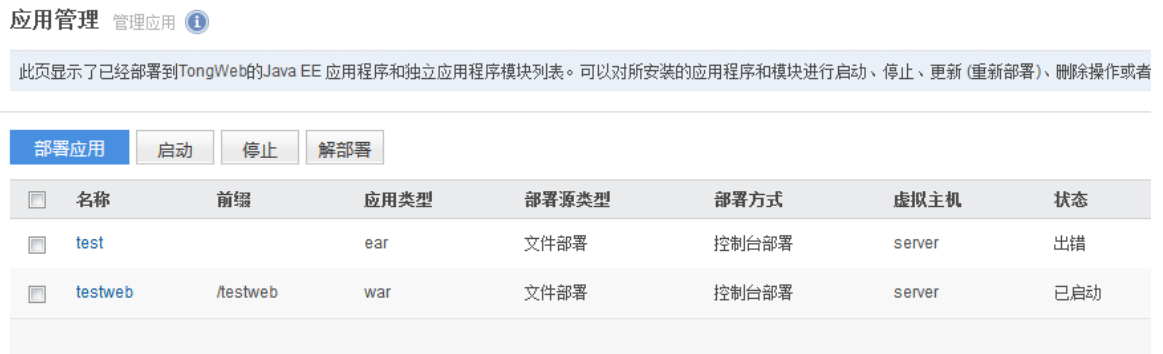 应用管理 管理应用
此页显示了已经部署到TongWeb的Java EE 应用程序和独立应用程序模块列表。可以对所安装的应用程序和模块进行启动、停止、更新 (重新部署)、删除操作或者
部署应用 启动 停止 解部署
名称 前缀 应用类型 部署源类型 部署方式 虚拟主机 状态
test ear 文件部署 控制台部署 server 出错
testweb /testweb war 文件部署 控制台部署 server 已启动